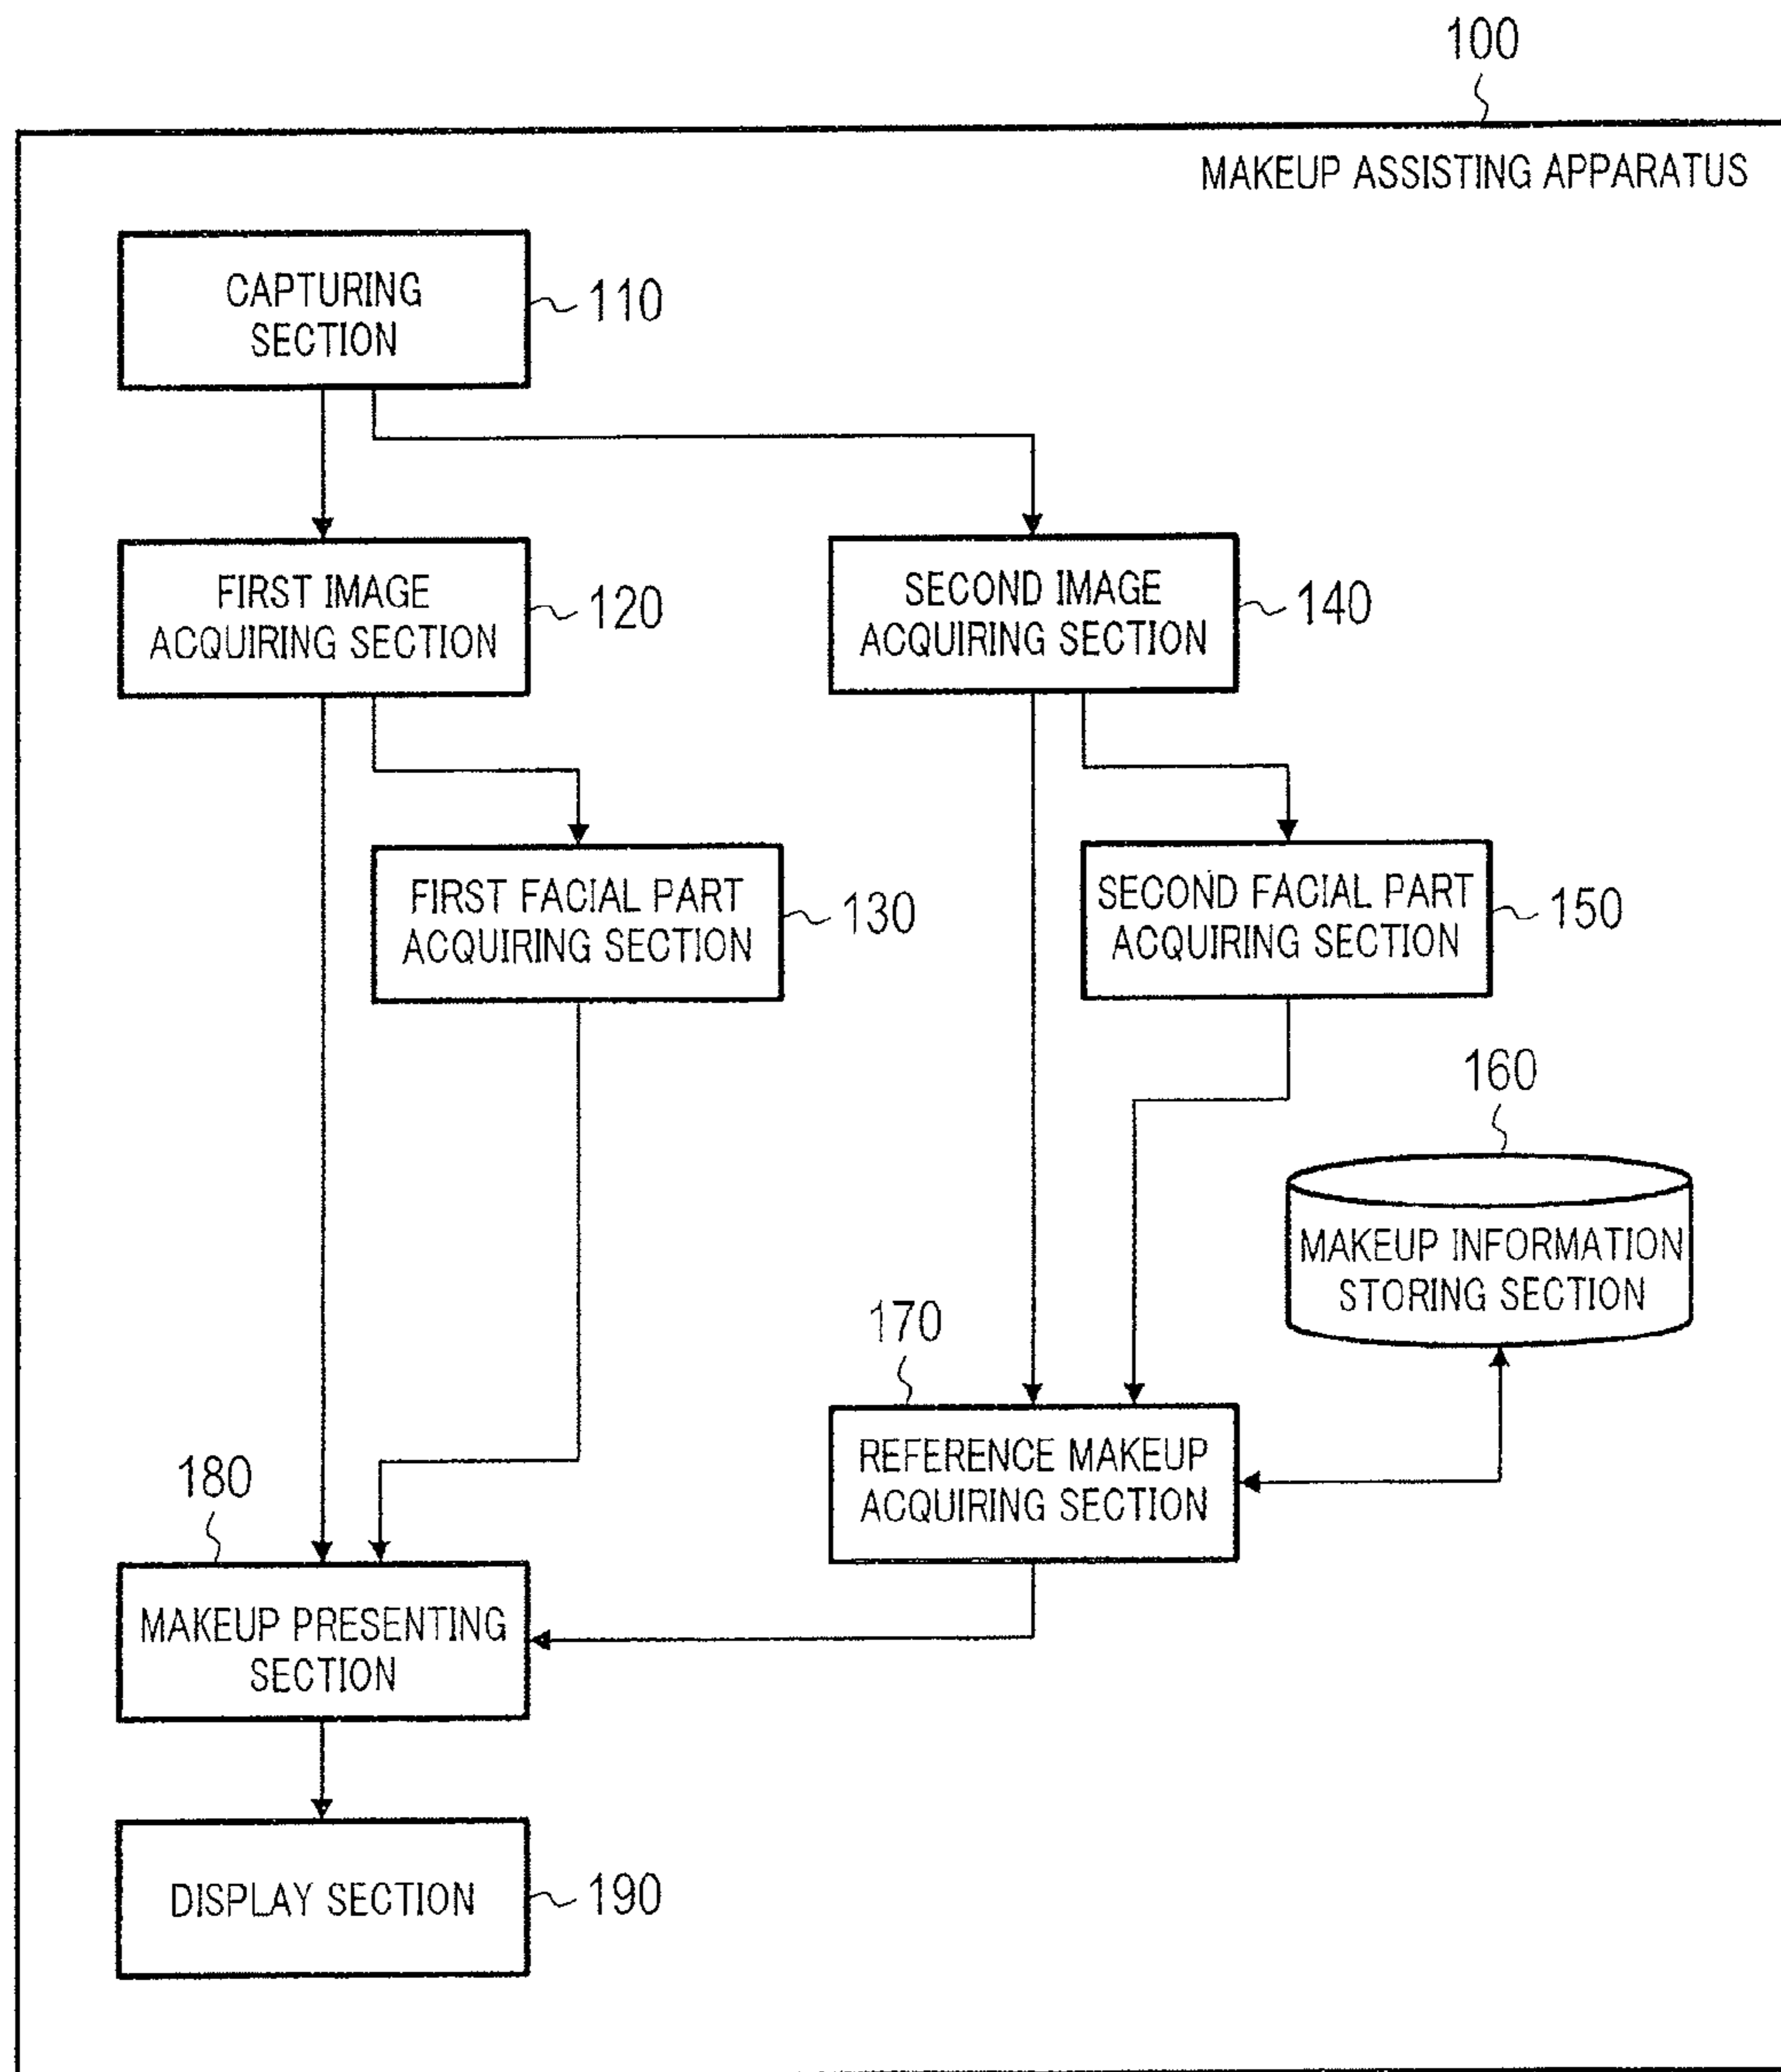 100
MAKEUP ASSISTING APPARATUS
CAPTURING
SECTION
110
FIRST IMAGE
ACQUIRING SECTION
120
SECOND IMAGE
ACQUIRING SECTION
140
FIRST FACIAL PART
ACQUIRING SECTION
130
SECOND FACIAL PART
ACQUIRING SECTION
150
160
MAKEUP INFORMATION
STORING SECTION
170
REFERENCE MAKEUP
ACQUIRING SECTION
180
MAKEUP PRESENTING
SECTION
DISPLAY SECTION
190